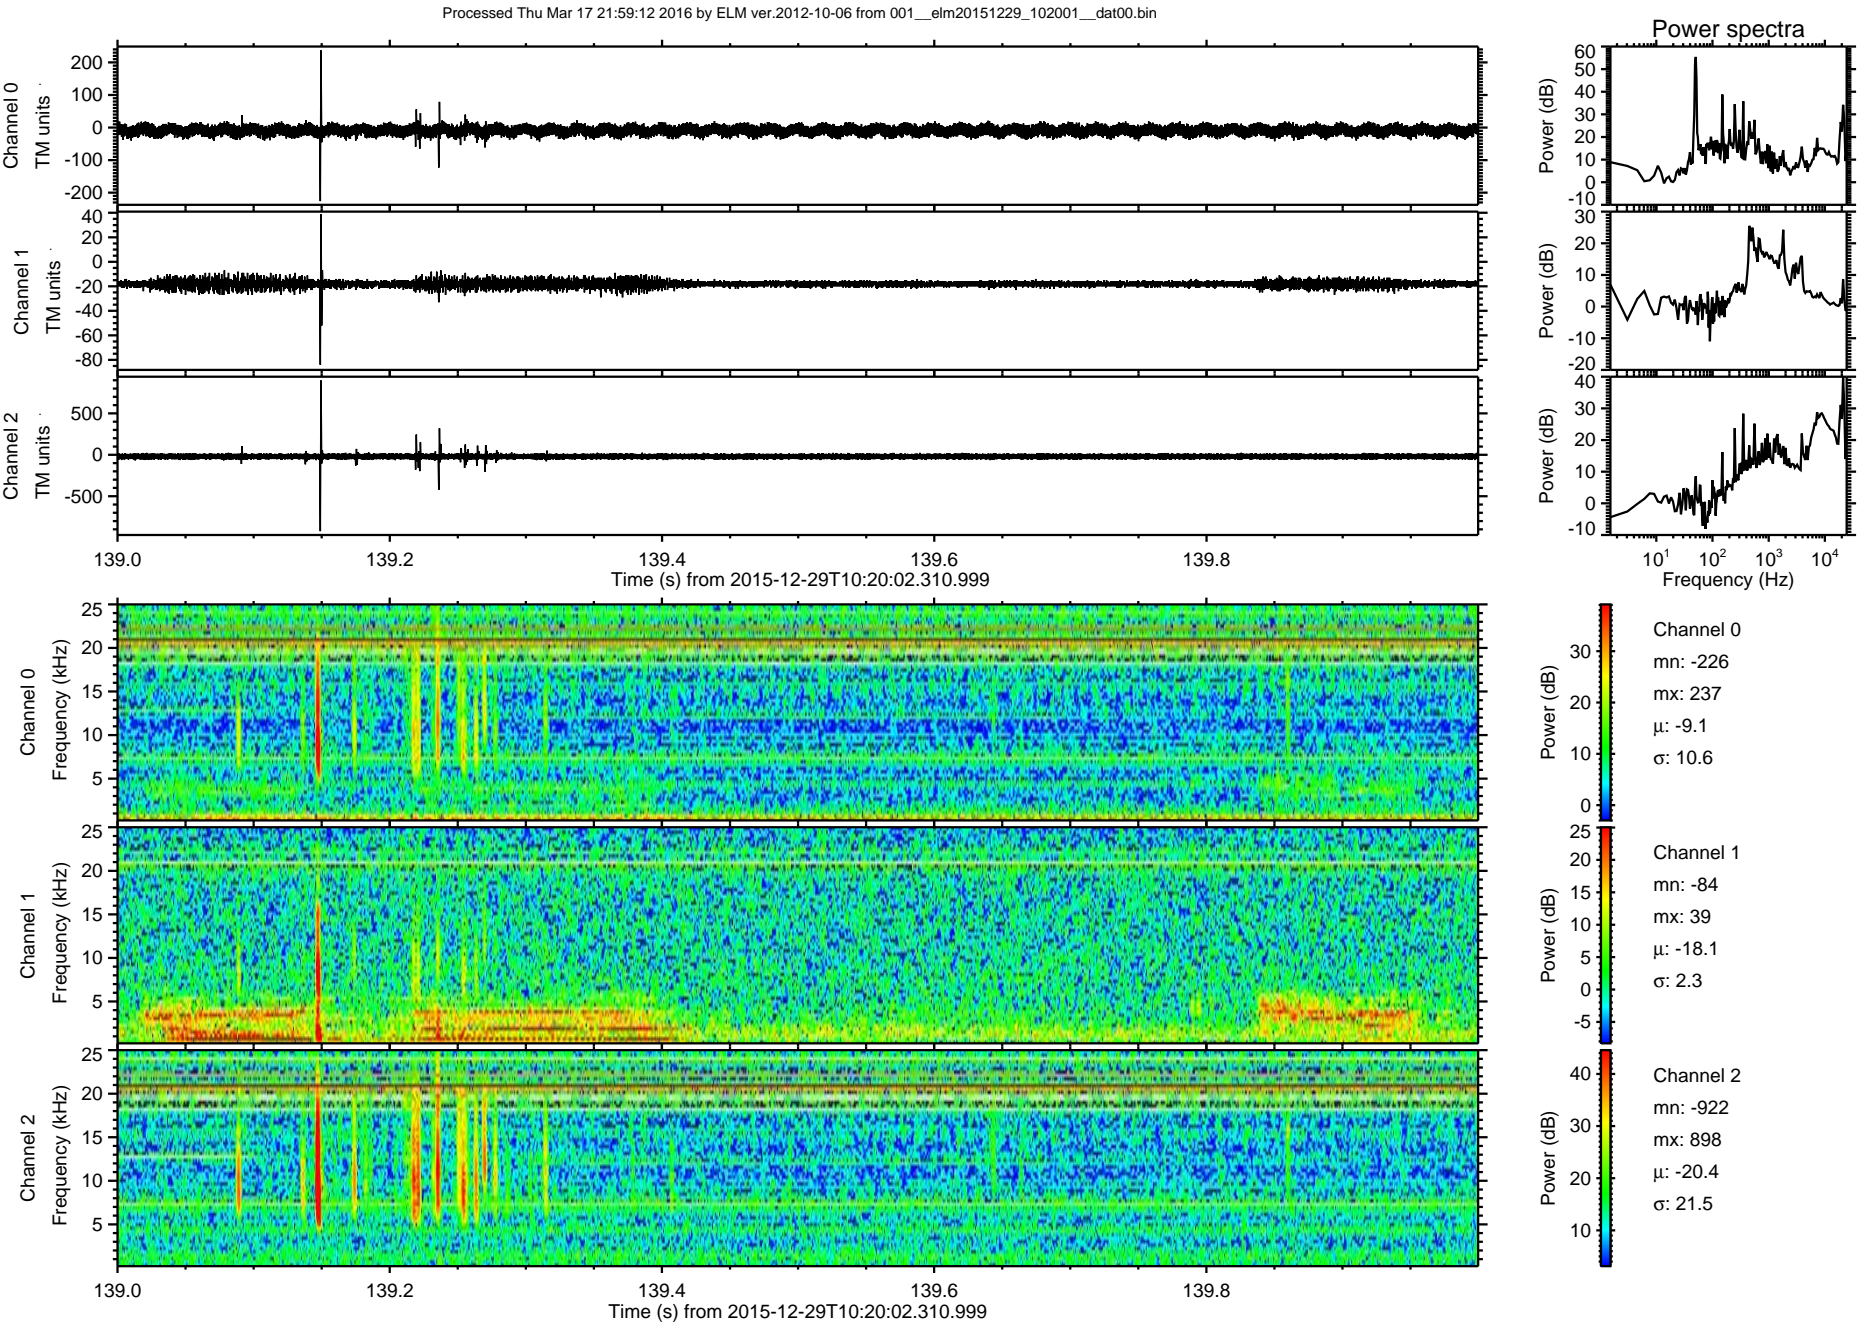 Processed Thu Mar 17 21:59:12 2016 by ELM ver.2012-10-06 from 001__elm20151229_102001__dat00.bin
Power spectra
Channel 0
TM units
200
100
0
-100
-200
Power (dB)
60
50
40
30
20
10
0
-10
Channel 1
TM units
40
20
0
-20
-40
-60
-80
Power (dB)
30
20
10
0
-10
-20
Channel 2
TM units
500
0
-500
Power (dB)
40
30
20
10
0
-10
139.0 139.2 139.4 139.6 139.8
Time (s) from 2015-12-29T10:20:02.310.999
10^1 10^2 10^3 10^4
Frequency (Hz)
Channel 0
Frequency (kHz)
25
20
15
10
5
Power (dB)
30
20
10
0
Channel 0
mn: -226
mx: 237
μ: -9.1
σ: 10.6
Channel 1
Frequency (kHz)
25
20
15
10
5
Power (dB)
25
20
15
10
5
0
-5
Channel 1
mn: -84
mx: 39
μ: -18.1
σ: 2.3
Channel 2
Frequency (kHz)
25
20
15
10
5
Power (dB)
40
30
20
10
Channel 2
mn: -922
mx: 898
μ: -20.4
σ: 21.5
139.0 139.2 139.4 139.6 139.8
Time (s) from 2015-12-29T10:20:02.310.999